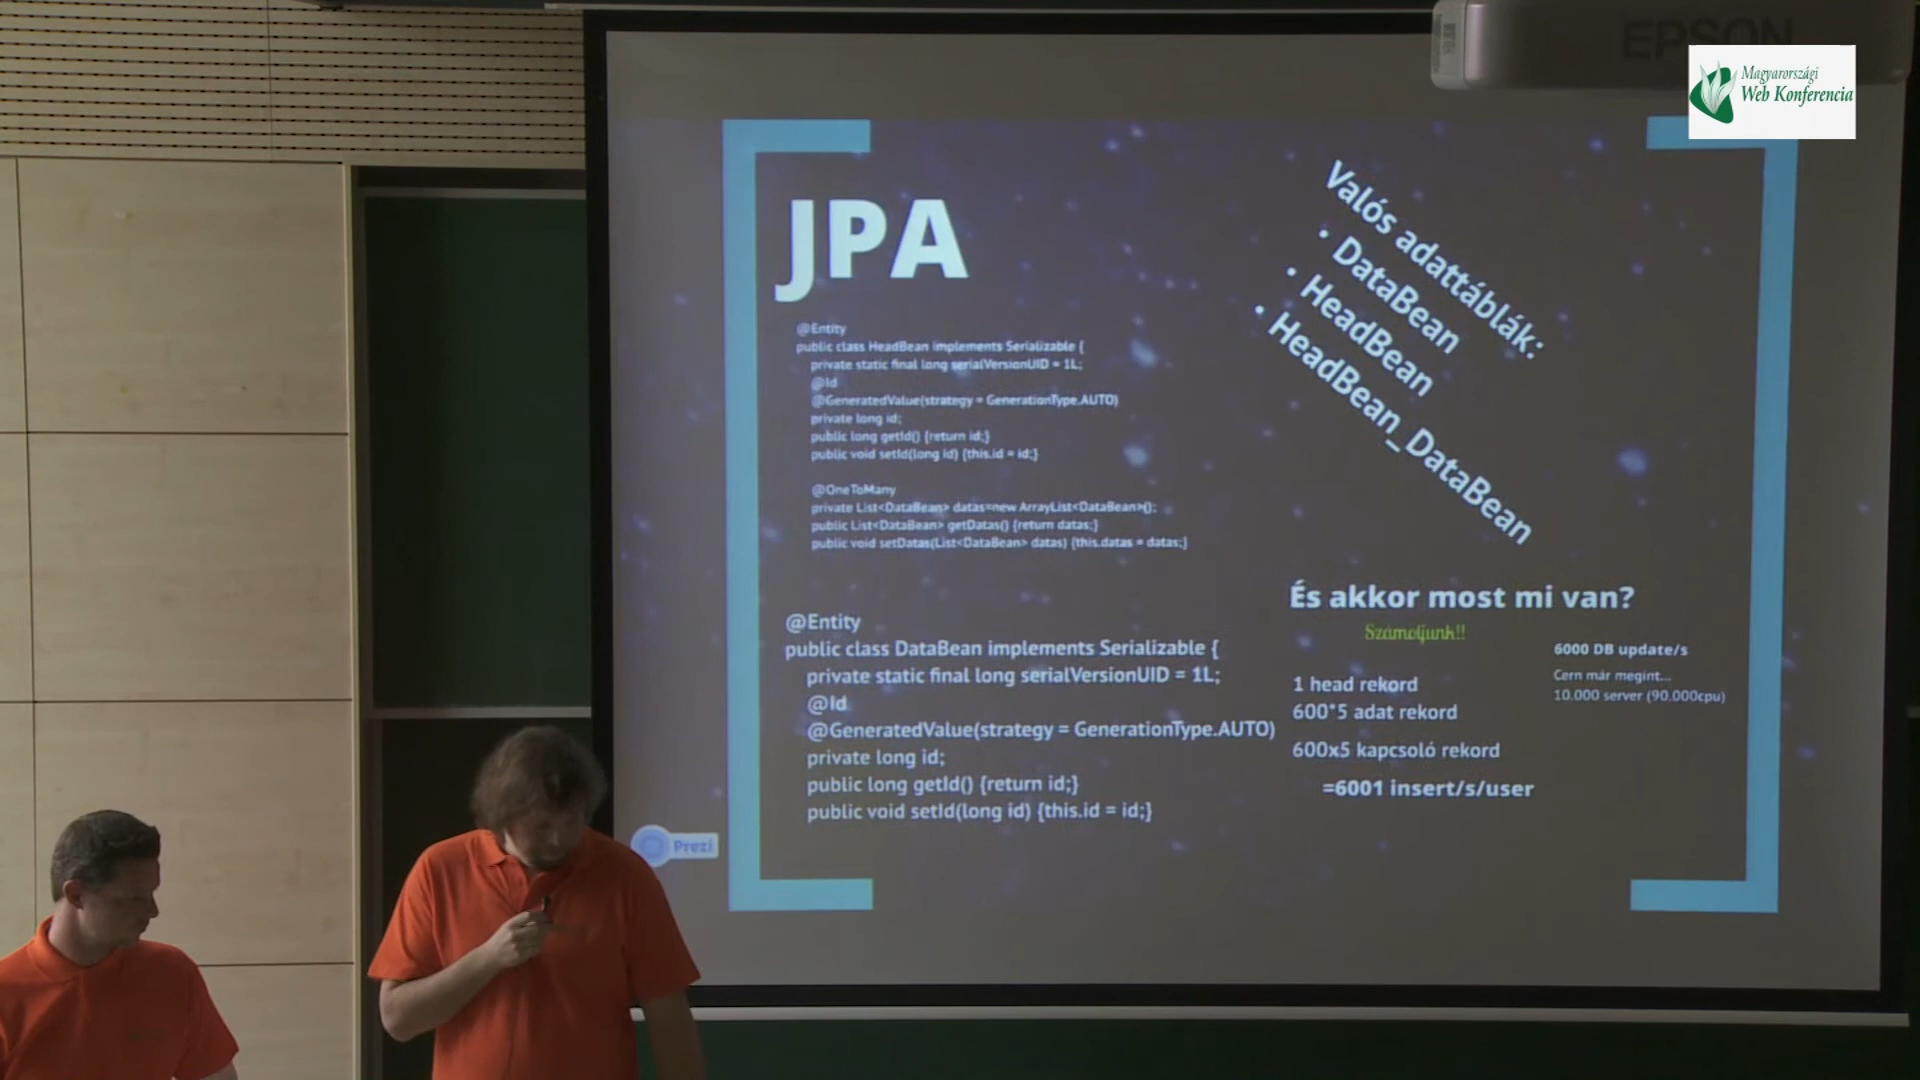 EPSON
Magyarországi
Web Konferencia
JPA
@Entity
public class HeadBean implements Serializable {
private static final long serialVersionUID = 1L;
@Id
@GeneratedValue(strategy = GenerationType.AUTO)
private long id;
public long getId() {return id;}
public void setId(long id) {this.id = id;}
@OneToMany
private List<DataBean> datas=new ArrayList<DataBean>();
public List<DataBean> getDatas() {return datas;}
public void setDatas(List<DataBean> datas) {this.datas = datas;}
@Entity
public class DataBean implements Serializable {
private static final long serialVersionUID = 1L;
@Id
@GeneratedValue(strategy = GenerationType.AUTO)
private long id;
public long getId() {return id;}
public void setId(long id) {this.id = id;}
Valós adattáblák:
• DataBean
• HeadBean
• HeadBean_DataBean
És akkor most mi van?
Számoljunk!!
1 head rekord
600*5 adat rekord
600x5 kapcsoló rekord
=6001 insert/s/user
6000 DB update/s
Cern már megint...
10.000 server (90.000cpu)
Prezi